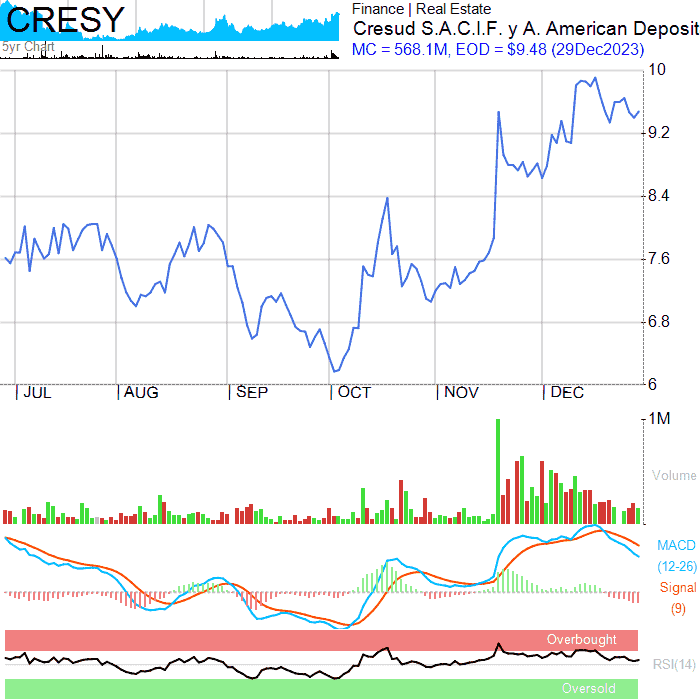 CRESY
5yr Chart
Finance | Real Estate
Cresud S.A.C.I.F. y A. American Deposit
MC = 568.1M, EOD = $9.48 (29Dec2023)
10
9.2
8.4
7.6
6.8
6
JUL AUG SEP OCT NOV DEC
1M
Volume
MACD
(12-26)
Signal
(9)
Overbought
RSI(14)
Oversold